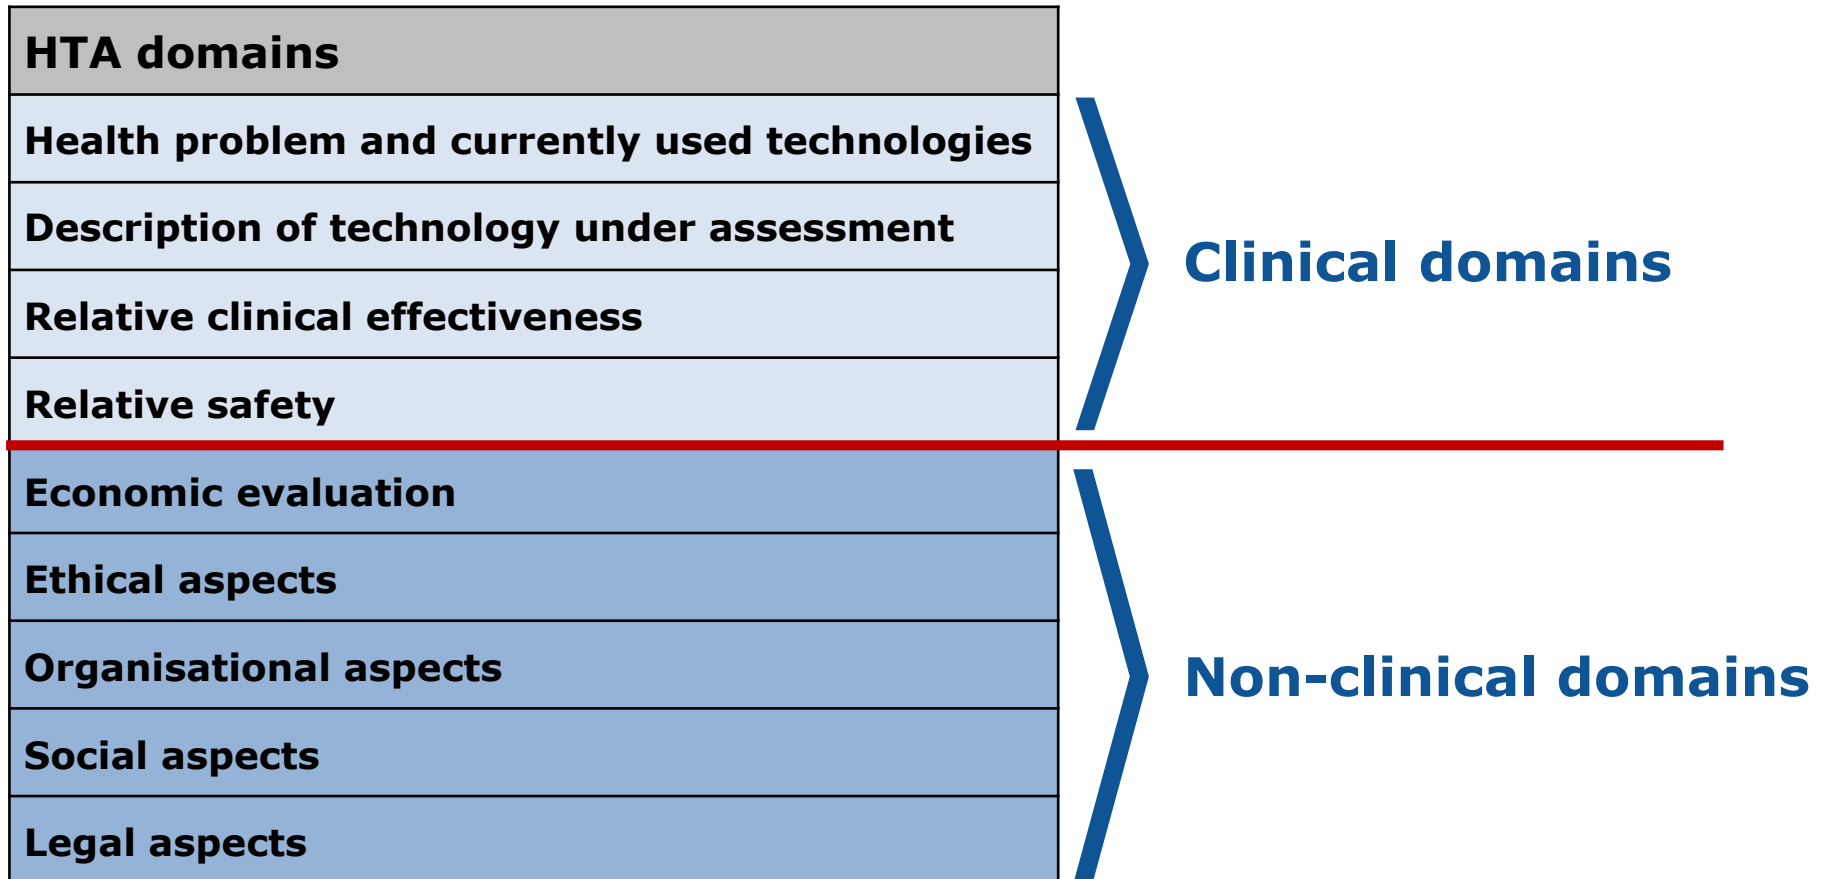 HTA domains
Health problem and currently used technologies
Description of technology under assessment
Relative clinical effectiveness
Relative safety
Clinical domains
Economic evaluation
Ethical aspects
Organisational aspects
Social aspects
Legal aspects
Non-clinical domains